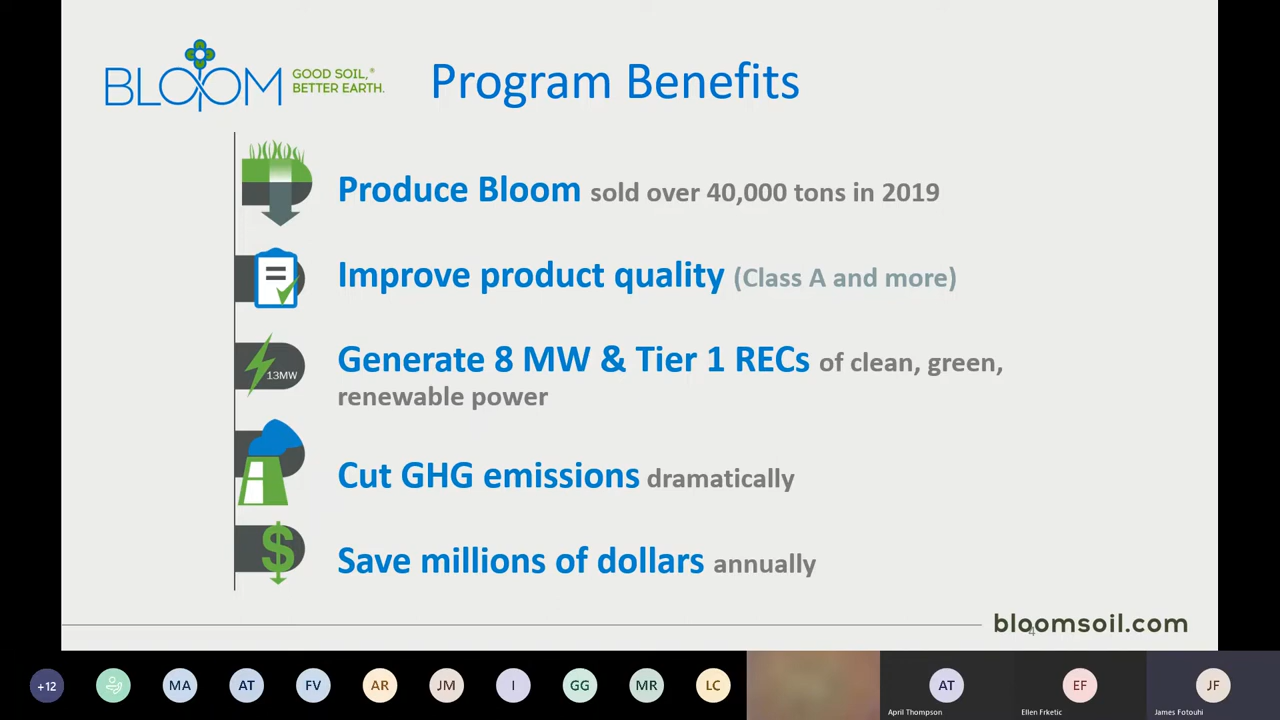 BLOOM
GOOD SOIL,®
BETTER EARTH.
Program Benefits
Produce Bloom sold over 40,000 tons in 2019
Improve product quality (Class A and more)
13MW
Generate 8 MW & Tier 1 RECs of clean, green,
renewable power
Cut GHG emissions dramatically
$
Save millions of dollars annually
bloomsoil.com
4
+12
MA
AT
FV
AR
JM
I
GG
MR
LC
AT
EF
JF
April Thompson
Ellen Frketic
James Fotouhi